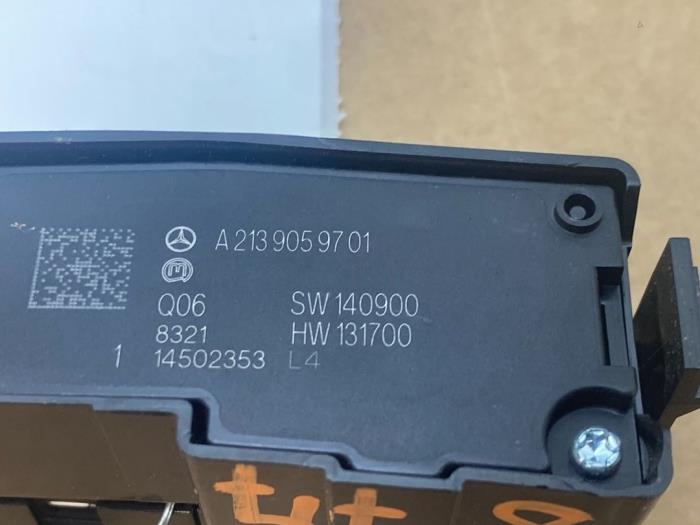 A 213 905 97 01
Q06 SW 140900
8321 HW 131700
1 14502353 L4